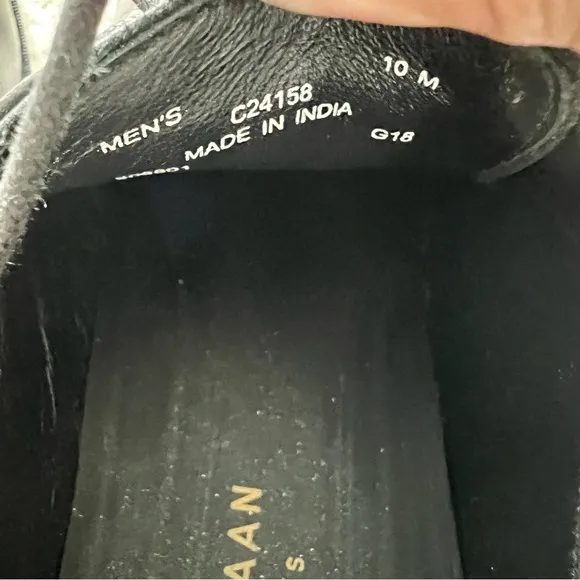 MEN'S C24158 10 M
MADE IN INDIA G18
AAN
S